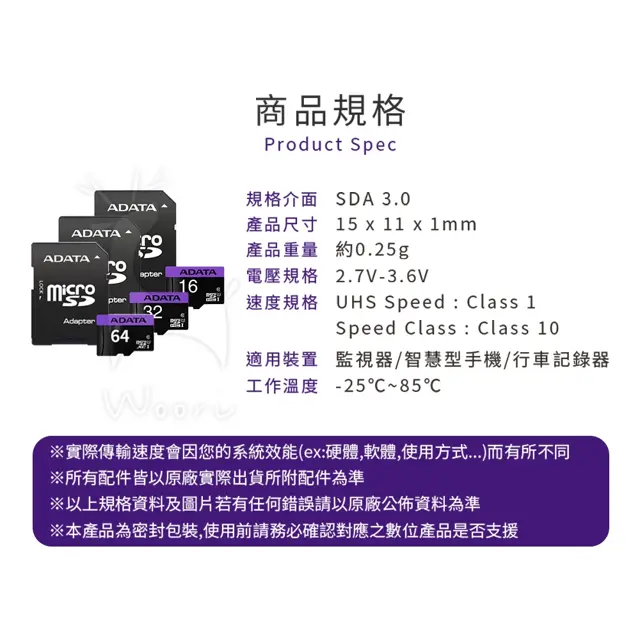 商品規格
Product Spec
規格介面 SDA 3.0
產品尺寸 15 x 11 x 1mm
產品重量 約0.25g
電壓規格 2.7V-3.6V
速度規格 UHS Speed : Class 1
Speed Class : Class 10
適用裝置 監視器/智慧型手機/行車記錄器
工作溫度 -25℃~85℃
ADATA
ADATA
ADATA
micro SD
Adapter
Adapter
LOCK
ADATA
16
ADATA
32
ADATA
64
※實際傳輸速度會因您的系統效能(ex:硬體,軟體,使用方式...)而有所不同
※所有配件皆以原廠實際出貨所附配件為準
※以上規格資料及圖片若有任何錯誤請以原廠公佈資料為準
※本產品為密封包裝,使用前請務必確認對應之數位產品是否支援